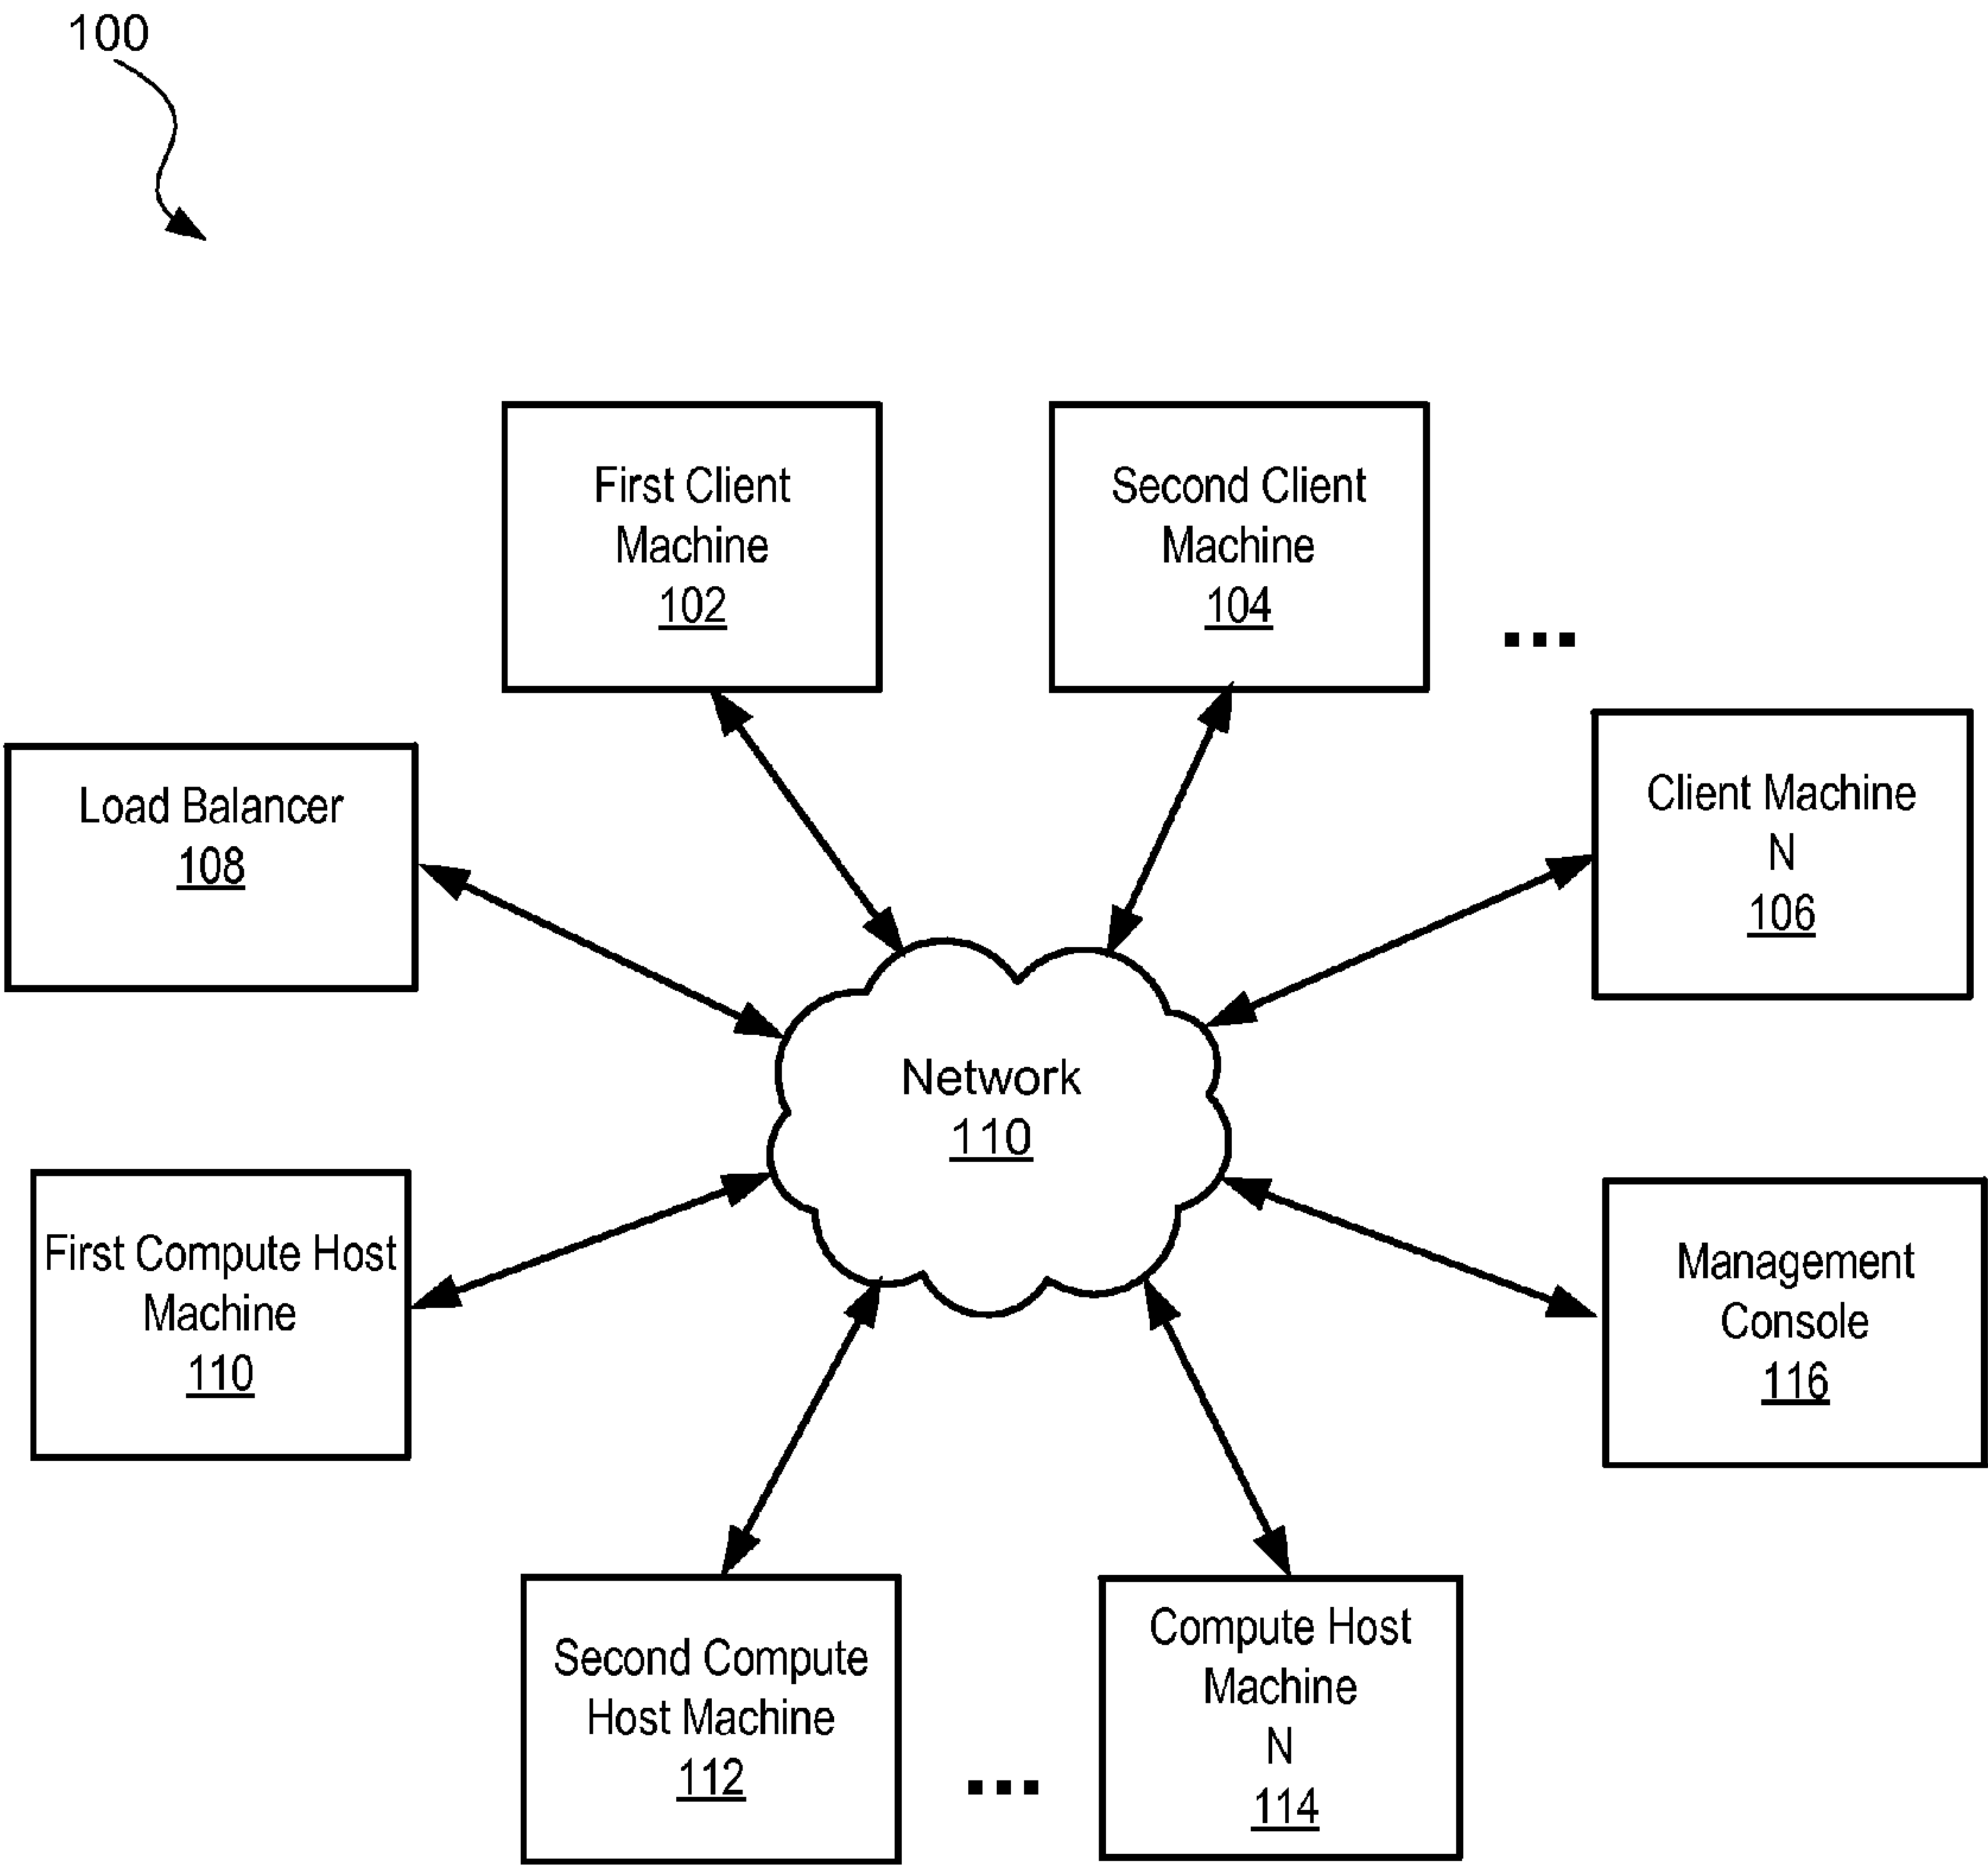 100
First Client
Machine
102
Second Client
Machine
104
...
Load Balancer
108
Client Machine
N
106
Network
110
First Compute Host
Machine
110
Management
Console
116
Second Compute
Host Machine
112
...
Compute Host
Machine
N
114